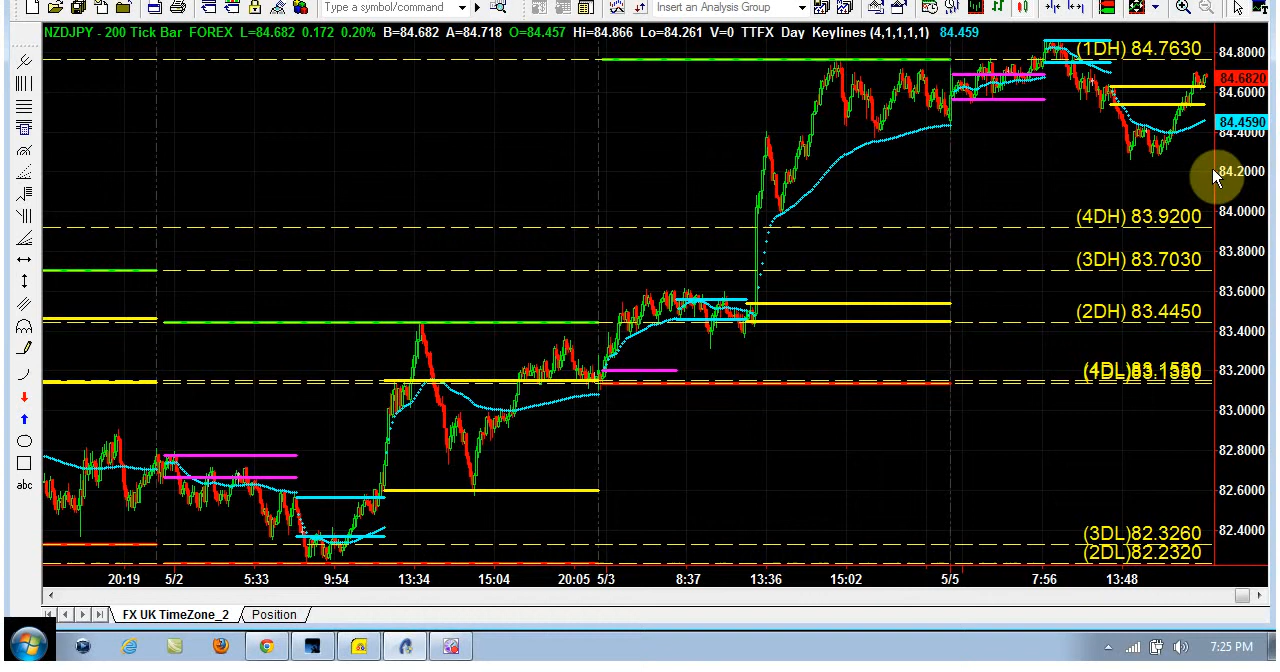 Type a symbol/command
Insert an Analysis Group
NZDJPY - 200 Tick Bar FOREX L=84.682 0.172 0.20% B=84.682 A=84.718 O=84.457 Hi=84.866 Lo=84.261 V=0 TTFX Day Keylines (4,1,1,1,1) 84.459
(1DH) 84.7630
84.8000
84.6820
84.6000
84.4590
84.4000
84.2000
84.0000
(4DH) 83.9200
83.8000
(3DH) 83.7030
83.6000
(2DH) 83.4450
83.4000
83.2000
83.0000
82.8000
82.6000
82.4000
(3DL)82.3260
(2DL)82.2320
20:19 5/2 5:33 9:54 13:34 15:04 20:05 5/3 8:37 13:36 15:02 5/5 7:56 13:48
abc
FX UK TimeZone_2 Position
7:25 PM